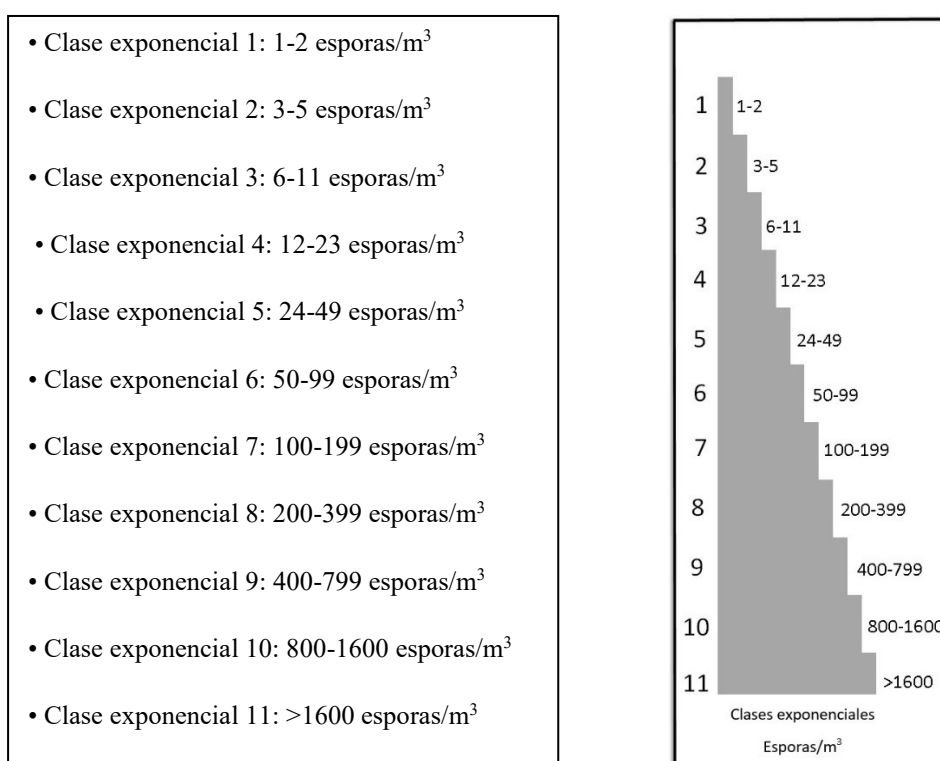 • Clase exponencial 1: 1-2 esporas/m³
• Clase exponencial 2: 3-5 esporas/m³
• Clase exponencial 3: 6-11 esporas/m³
• Clase exponencial 4: 12-23 esporas/m³
• Clase exponencial 5: 24-49 esporas/m³
• Clase exponencial 6: 50-99 esporas/m³
• Clase exponencial 7: 100-199 esporas/m³
• Clase exponencial 8: 200-399 esporas/m³
• Clase exponencial 9: 400-799 esporas/m³
• Clase exponencial 10: 800-1600 esporas/m³
• Clase exponencial 11: >1600 esporas/m³
1 1-2
2 3-5
3 6-11
4 12-23
5 24-49
6 50-99
7 100-199
8 200-399
9 400-799
10 800-1600
11 >1600
Clases exponenciales
Esporas/m³